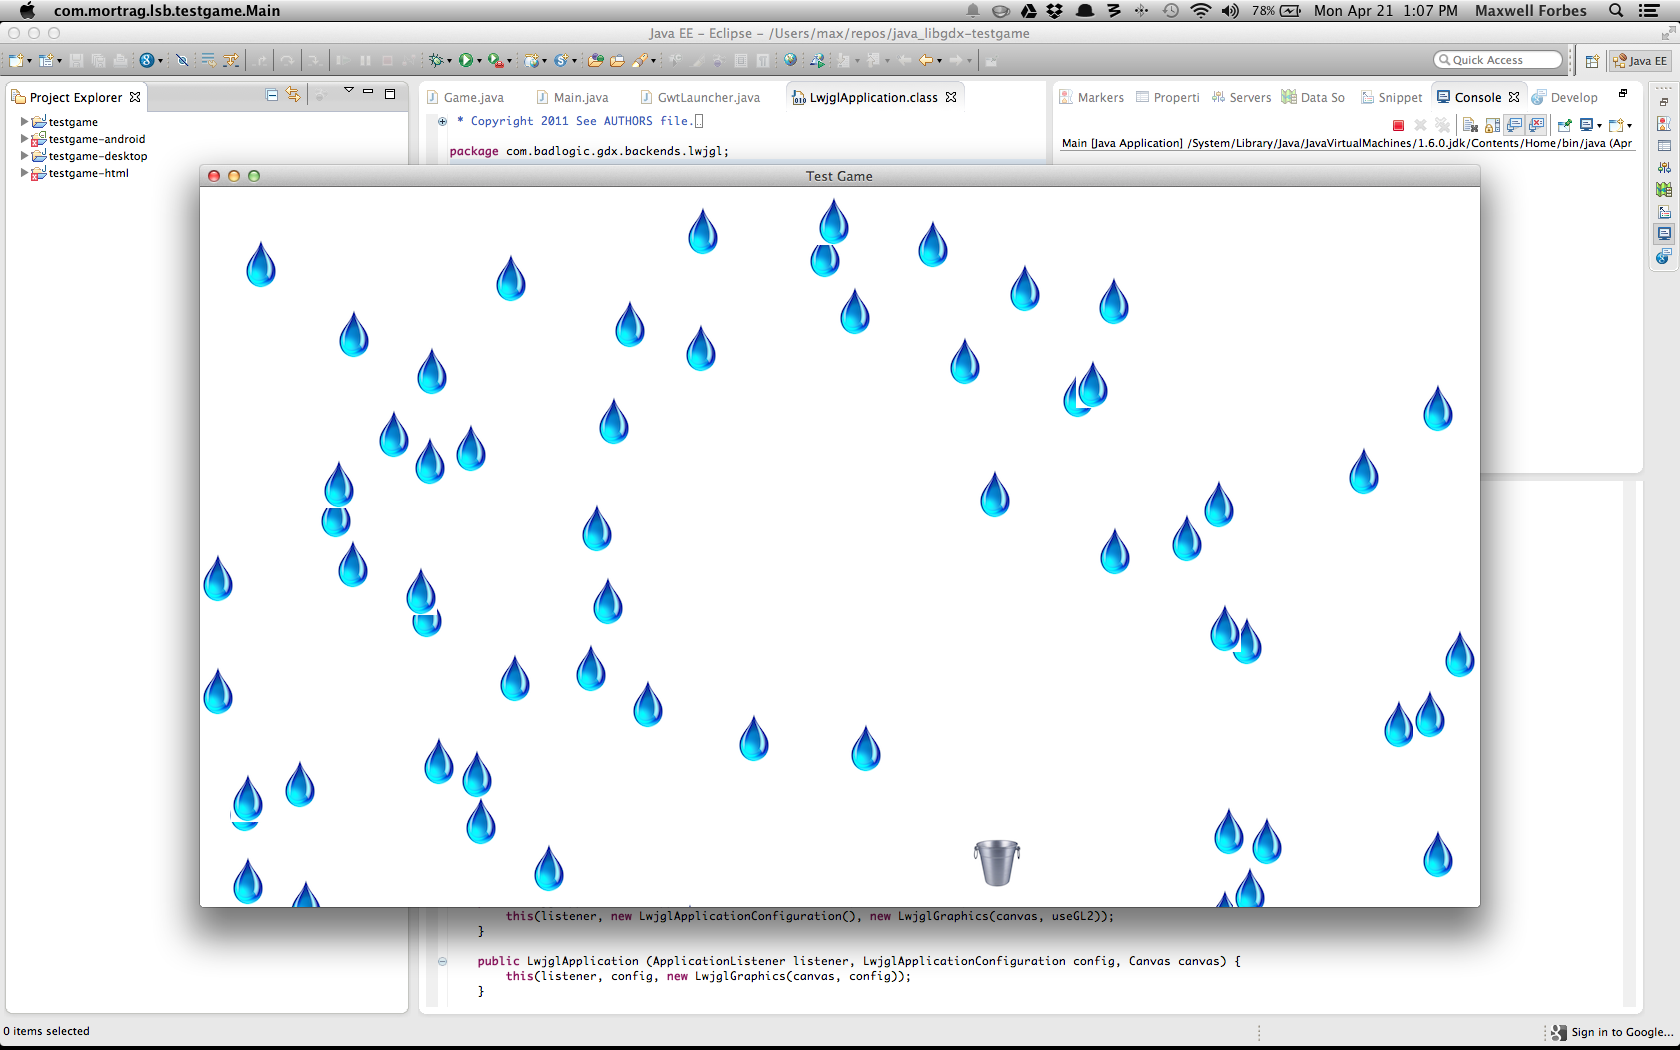 com.mortrag.lsb.testgame.Main
78%
Mon Apr 21 1:07 PM
Maxwell Forbes
Java EE - Eclipse - /Users/max/repos/java_libgdx-testgame
Quick Access
Java EE
Project Explorer
testgame
testgame-android
testgame-desktop
testgame-html
Game.java
Main.java
GwtLauncher.java
LwjglApplication.class
* Copyright 2011 See AUTHORS file.
package com.badlogic.gdx.backends.lwjgl;
Markers
Properti
Servers
Data So
Snippet
Console
Develop
Main [Java Application] /System/Library/Java/JavaVirtualMachines/1.6.0.jdk/Contents/Home/bin/java (Apr
Test Game
this(listener, new LwjglApplicationConfiguration(), new LwjglGraphics(canvas, useGL2));
}
public LwjglApplication (ApplicationListener listener, LwjglApplicationConfiguration config, Canvas canvas) {
this(listener, config, new LwjglGraphics(canvas, config));
}
0 items selected
Sign in to Google...